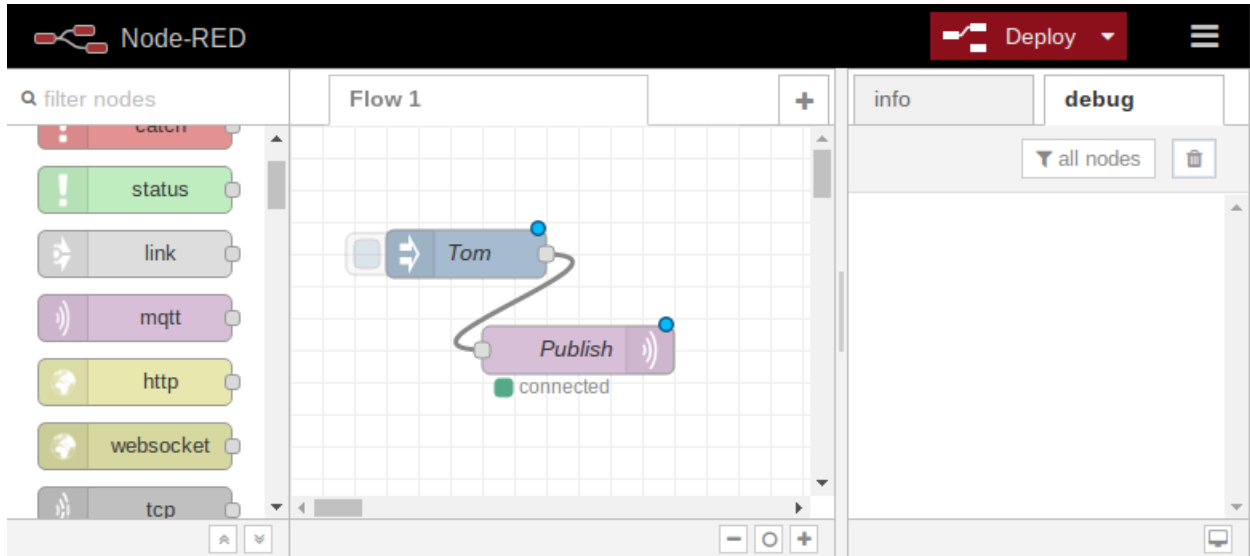 Node-RED
Deploy
filter nodes
Flow 1
info
debug
catch
all nodes
status
link
mqtt
http
websocket
tcp
Tom
Publish
connected